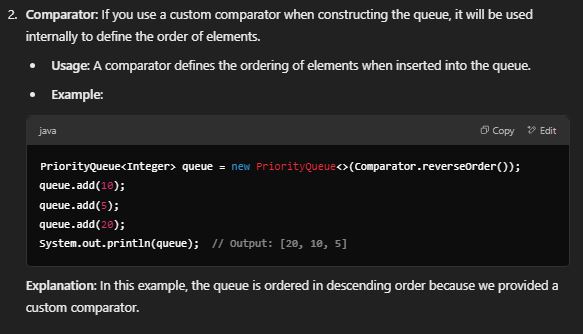 2. Comparator: If you use a custom comparator when constructing the queue, it will be used
internally to define the order of elements.
• Usage: A comparator defines the ordering of elements when inserted into the queue.
• Example:
java Copy Edit
PriorityQueue<Integer> queue = new PriorityQueue<>(Comparator.reverseOrder());
queue.add(10);
queue.add(5);
queue.add(20);
System.out.println(queue);  // Output: [20, 10, 5]
Explanation: In this example, the queue is ordered in descending order because we provided a
custom comparator.